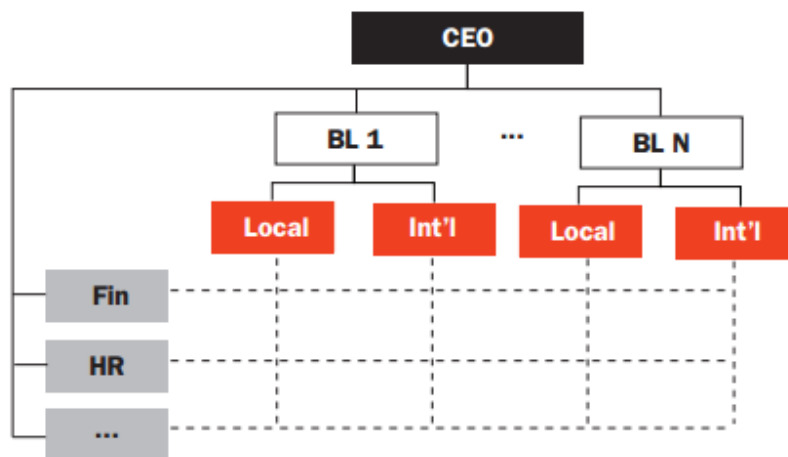 CEO
BL 1
...
BL N
Local
Int'l
Local
Int'l
Fin
HR
...